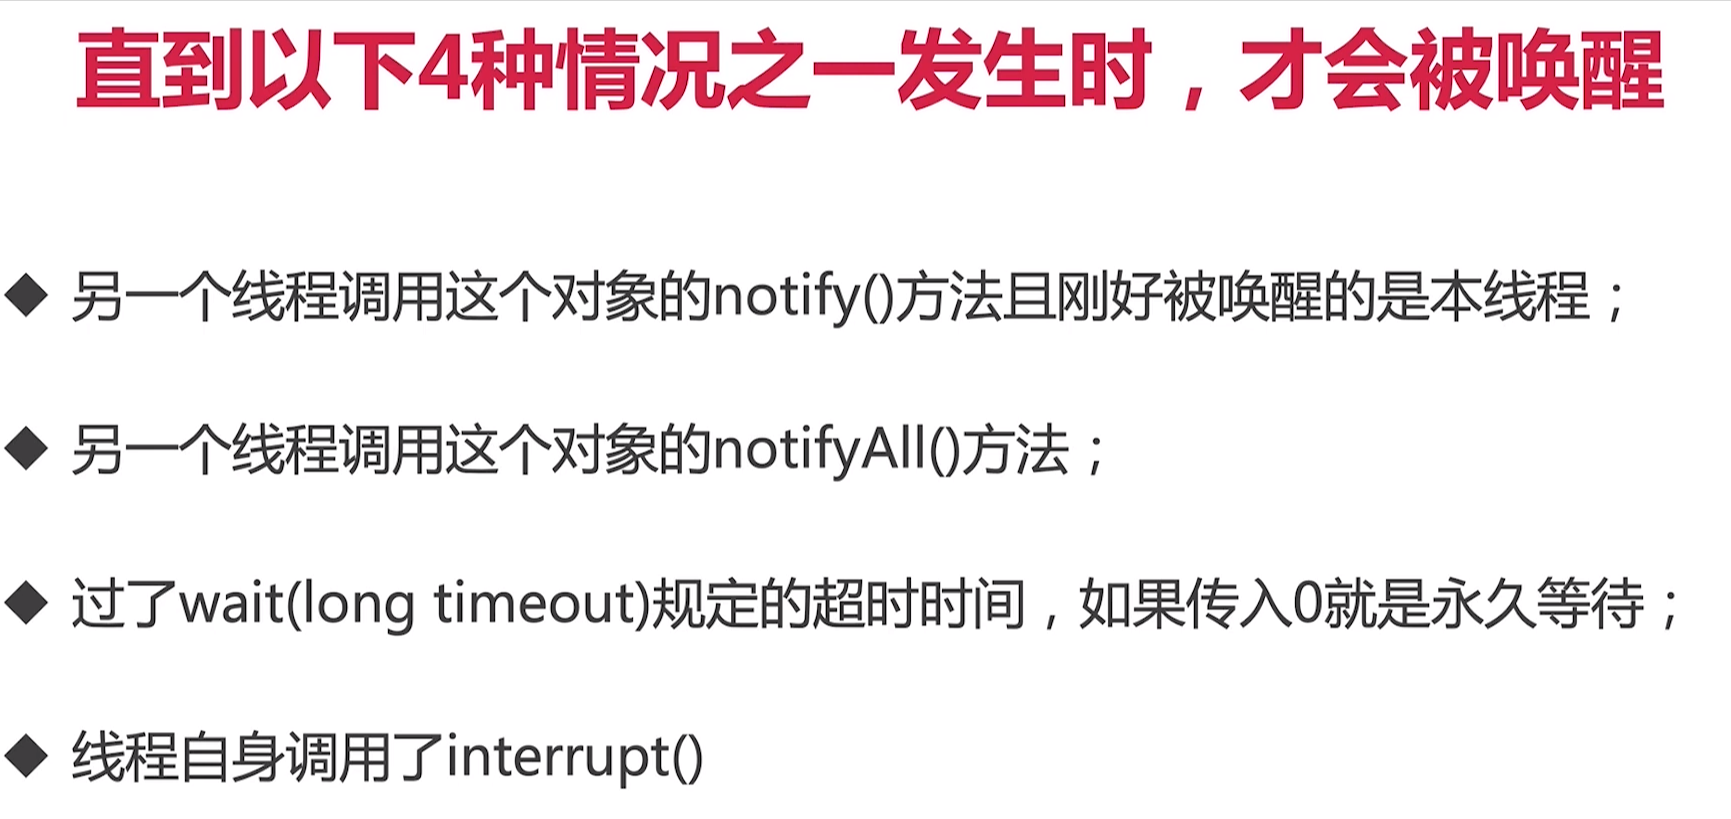 直到以下4种情况之一发生时，才会被唤醒
◆ 另一个线程调用这个对象的notify()方法且刚好被唤醒的是本线程；
◆ 另一个线程调用这个对象的notifyAll()方法；
◆ 过了wait(long timeout)规定的超时时间，如果传入0就是永久等待；
◆ 线程自身调用了interrupt()